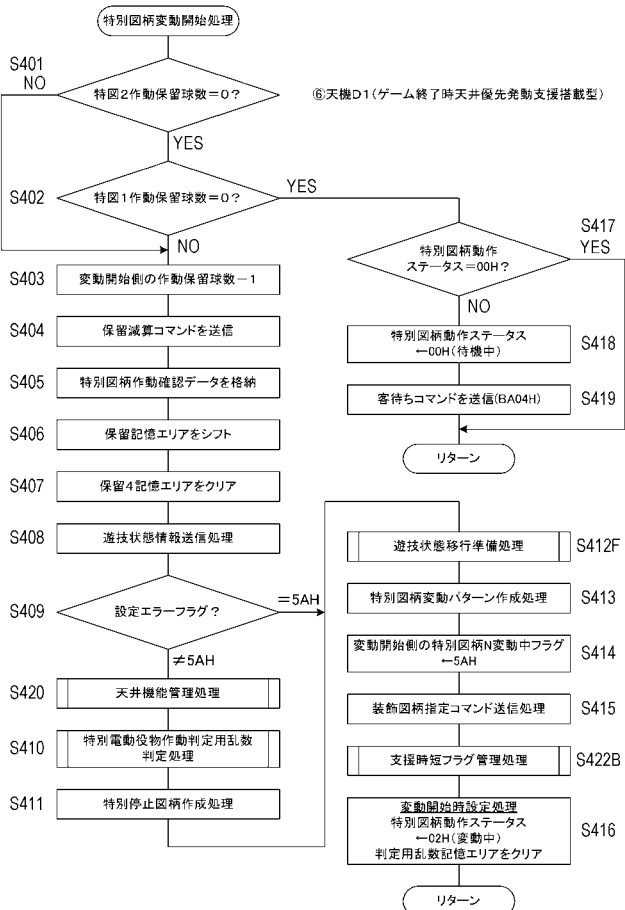 特別図柄変動開始処理
S401
NO
特図2作動保留球数=0?
⑥天機D1(ゲーム終了時天井優先発動支援搭載型)
YES
S402
特図1作動保留球数=0?
YES
NO
S417
YES
特別図柄動作
ステータス=00H?
NO
S403
変動開始側の作動保留球数-1
S404
保留減算コマンドを送信
S405
特別図柄作動確認データを格納
S406
保留記憶エリアをシフト
S407
保留4記憶エリアをクリア
S408
遊技状態情報送信処理
S409
設定エラーフラグ?
=5AH
≠5AH
S420
天井機能管理処理
S410
特別電動役物作動判定用乱数
判定処理
S411
特別停止図柄作成処理
特別図柄動作ステータス
←00H(待機中)
S418
客待ちコマンドを送信(BA04H)
S419
リターン
遊技状態移行準備処理
S412F
特別図柄変動パターン作成処理
S413
変動開始側の特別図柄N変動中フラグ
←5AH
S414
装飾図柄指定コマンド送信処理
S415
支援時短フラグ管理処理
S422B
変動開始時設定処理
特別図柄動作ステータス
←02H(変動中)
判定用乱数記憶エリアをクリア
S416
リターン